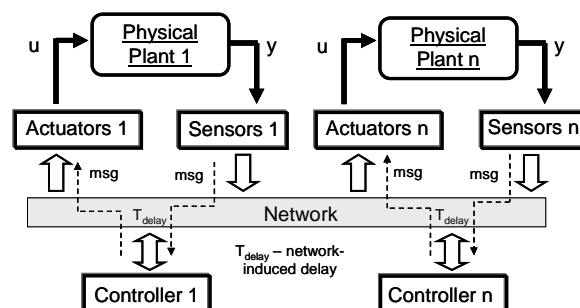 u
Physical
Plant 1
y
u
Physical
Plant n
y
Actuators 1
Sensors 1
Actuators n
Sensors n
msg
msg
msg
msg
T_delay
Network
T_delay
T_delay – network-
induced delay
Controller 1
Controller n